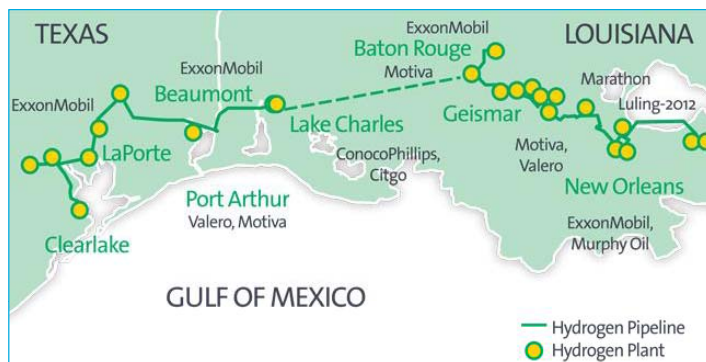 TEXAS
LOUISIANA
ExxonMobil
Baton Rouge
Motiva
ExxonMobil
Beaumont
ExxonMobil
Marathon
Luling-2012
Geismar
Lake Charles
LaPorte
ConocoPhillips,
Citgo
Motiva,
Valero
New Orleans
Port Arthur
Valero, Motiva
ExxonMobil,
Murphy Oil
Clearlake
GULF OF MEXICO
Hydrogen Pipeline
Hydrogen Plant